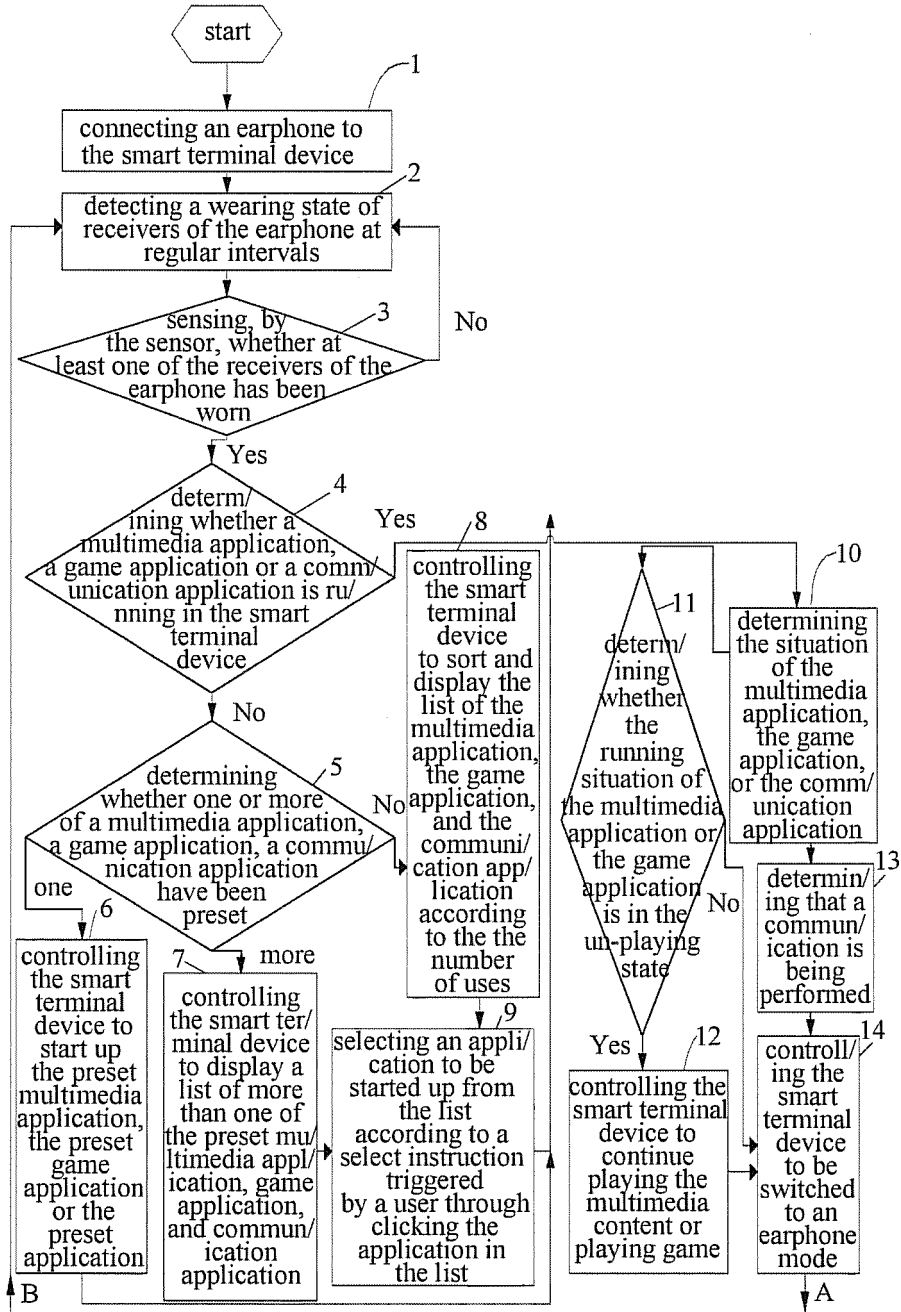 start
1
connecting an earphone to
the smart terminal device
2
detecting a wearing state of
receivers of the earphone at
regular intervals
3
No
sensing, by
the sensor, whether at
least one of the receivers of the
earphone has been
worn
Yes
4
determ/
ining whether a
multimedia application,
a game application or a comm/
unication application is ru/
nning in the smart
terminal
device
Yes
No
5
determining
whether one or more
of a multimedia application,
a game application, a commu/
nication application
have been
preset
No
one
more
6
controlling
the smart
terminal
device to
start up
the preset
multimedia
application,
the preset
game
application
or the
preset
application
7
controlling
the smart ter/
minal device
to display a
list of more
than one of
the preset mu/
ltimedia appl/
ication, game
application,
and commun/
ication
application
8
controlling
the smart
terminal
device
to sort and
display the
list of the
multimedia
application,
the game
application,
and the
communi/
cation app/
lication
according
to the the
number
of uses
9
selecting an appli/
cation to be
started up from
the list
according to a
select instruction
triggered
by a user through
clicking the
application in
the list
10
determining
the situation
of the
multimedia
application,
the game
application,
or the comm/
unication
application
11
determ/
ining
whether
the
running
situation of
the multimedia
application or
the game
application
is in the
un-playing
state
No
Yes
12
controlling the
smart terminal
device to
continue
playing the
multimedia
content or
playing game
13
determin/
ing that a
commun/
ication is
being
performed
14
controll/
ing the
smart
terminal
device
to be
switched
to an
earphone
mode
B
A